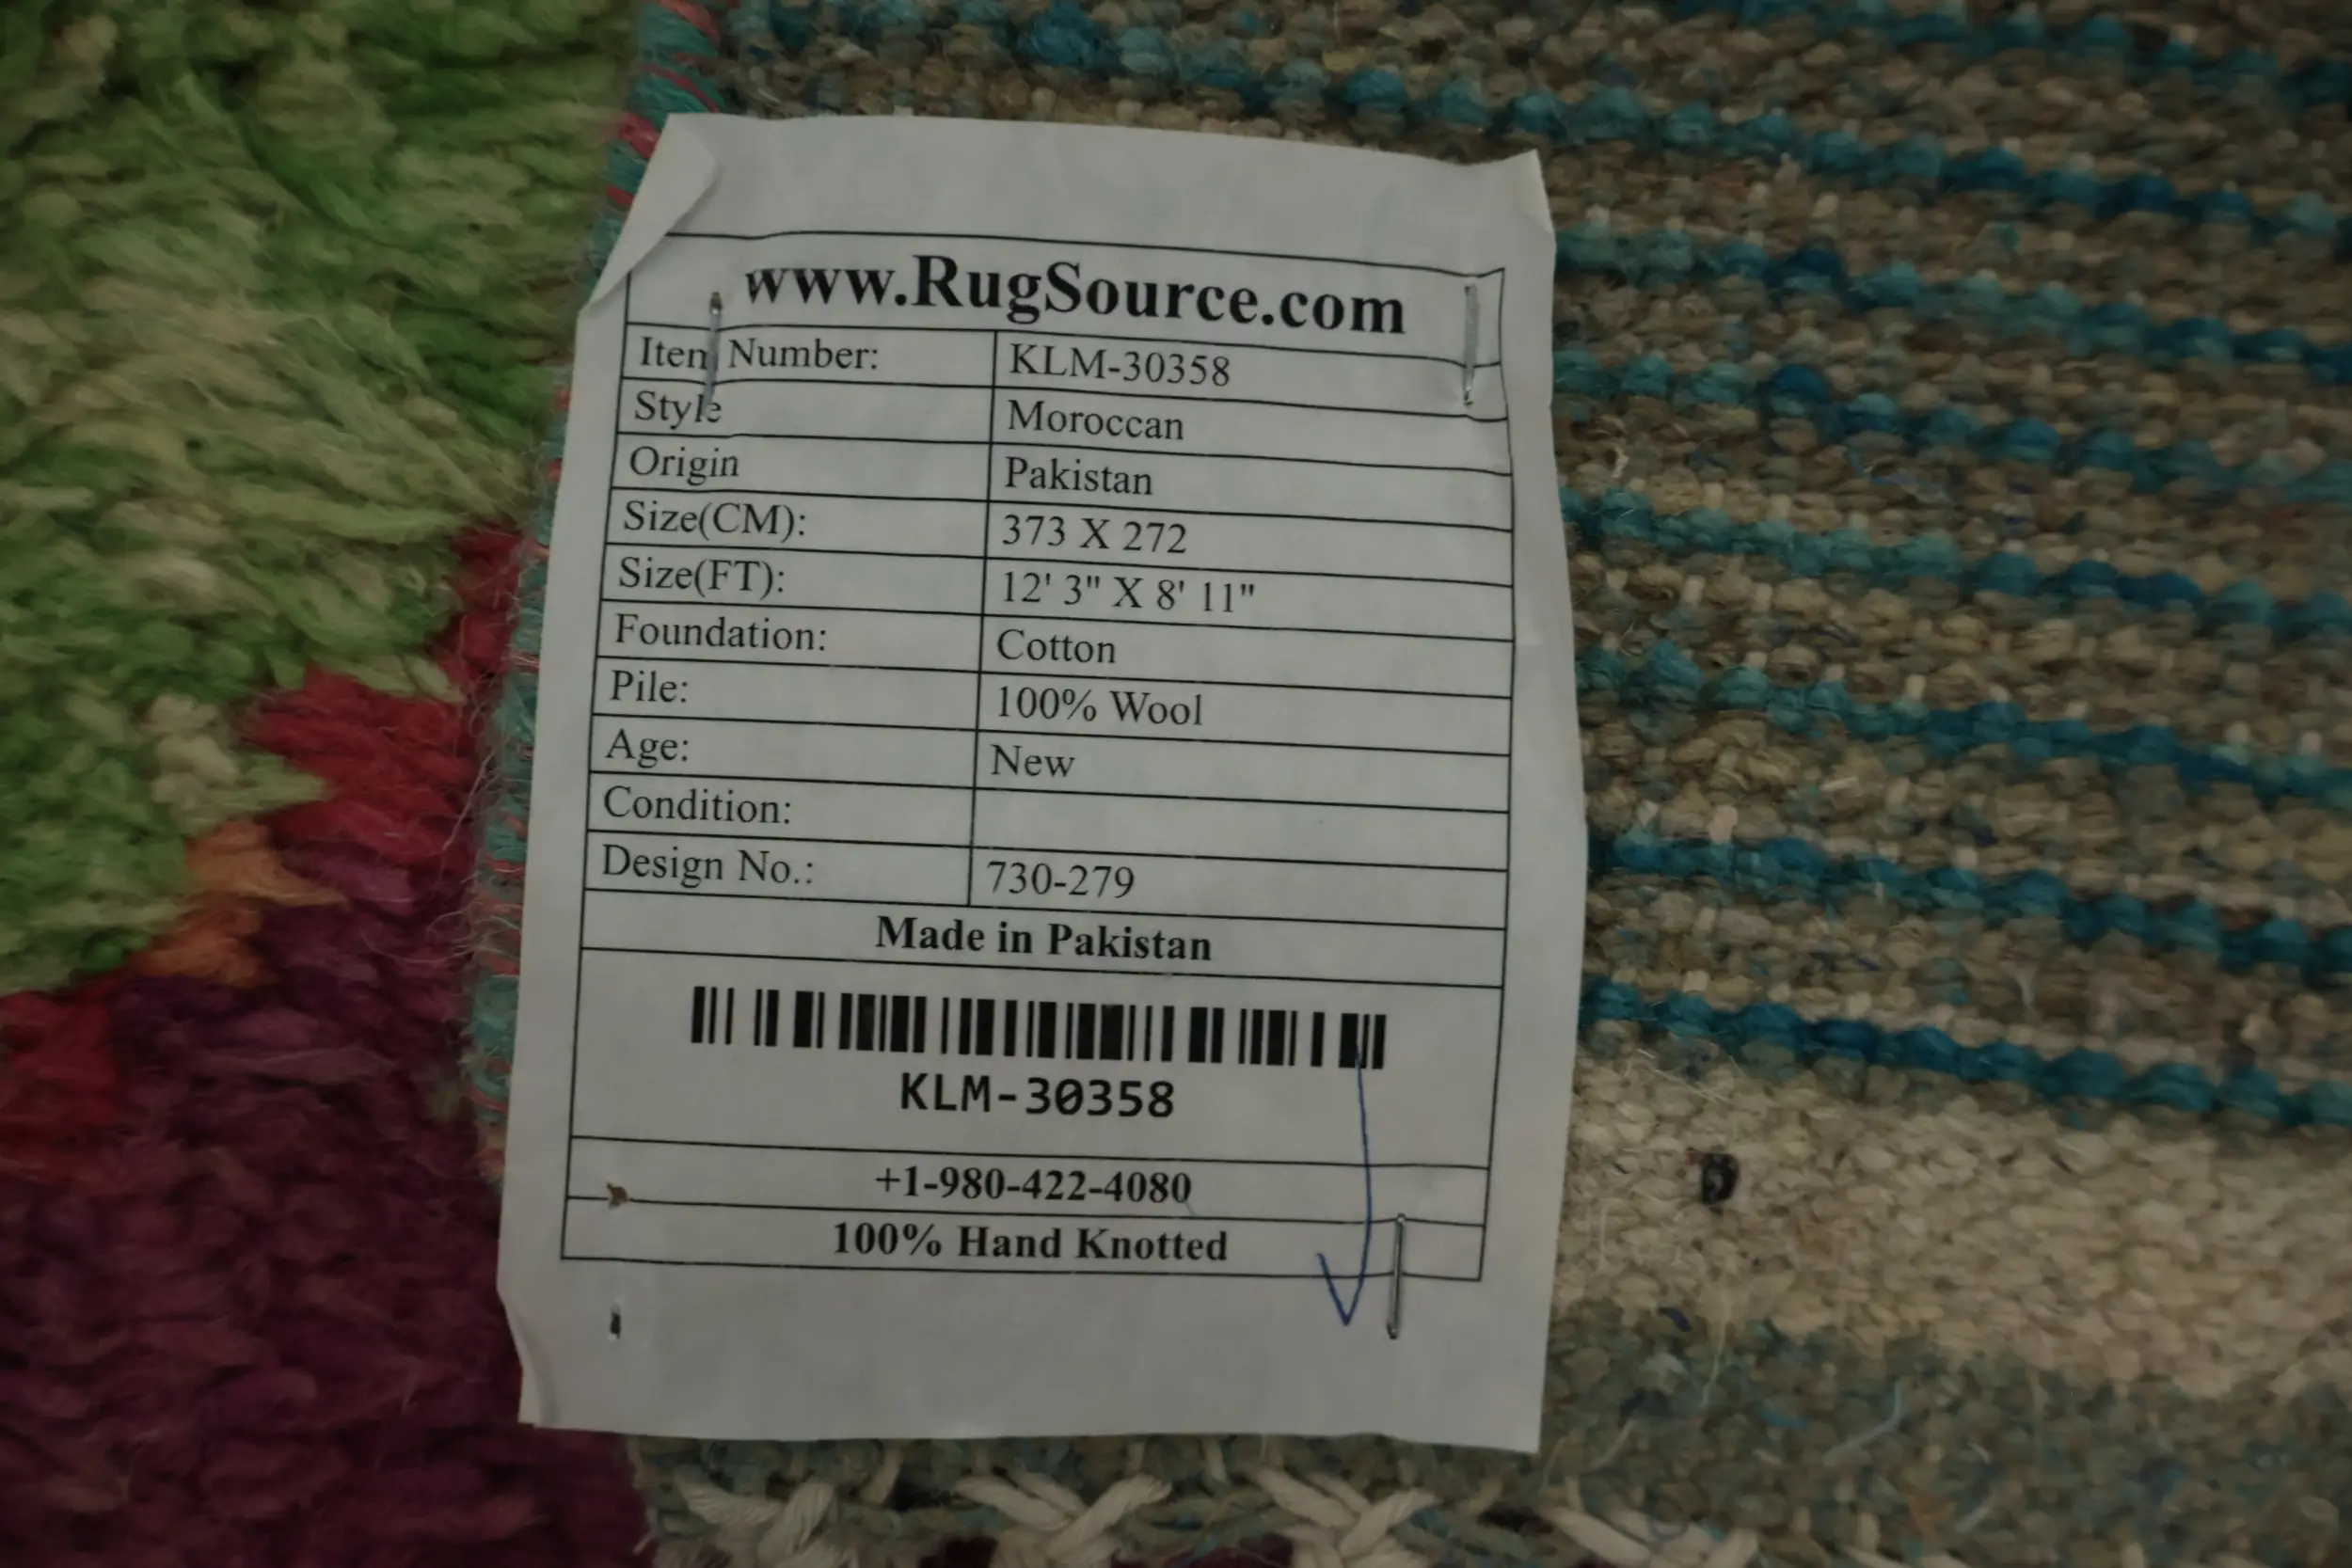 www.RugSource.com
Item Number: KLM-30358
Style Moroccan
Origin Pakistan
Size(CM): 373 X 272
Size(FT): 12' 3" X 8' 11"
Foundation: Cotton
Pile: 100% Wool
Age: New
Condition:
Design No.: 730-279
Made in Pakistan
KLM-30358
+1-980-422-4080
100% Hand Knotted